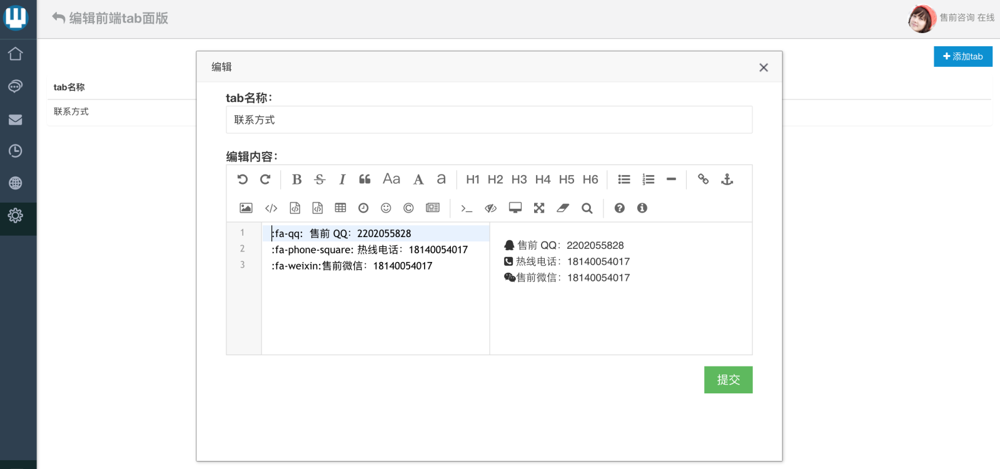 编辑前端tab面版
售前咨询 在线
添加tab
tab名称
联系方式
编辑
tab名称：
联系方式
编辑内容：
B S I Aa A a H1 H2 H3 H4 H5 H6
1 :fa-qq: 售前 QQ：2202055828
2 :fa-phone-square: 热线电话：18140054017
3 :fa-weixin:售前微信：18140054017
售前 QQ：2202055828
热线电话：18140054017
售前微信：18140054017
提交